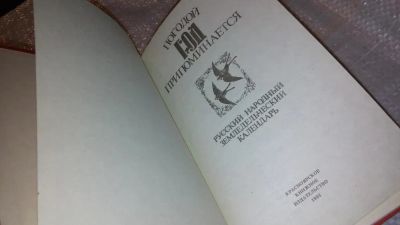 ПОГОДОЙ
ГОД
ПРИПОМИНАЕТСЯ
РУССКИЙ НАРОДНЫЙ
ЗЕМЛЕДЕЛЬЧЕСКИЙ
КАЛЕНДАРЬ
КРАСНОЯРСКОЕ
КНИЖНОЕ
ИЗДАТЕЛЬСТВО